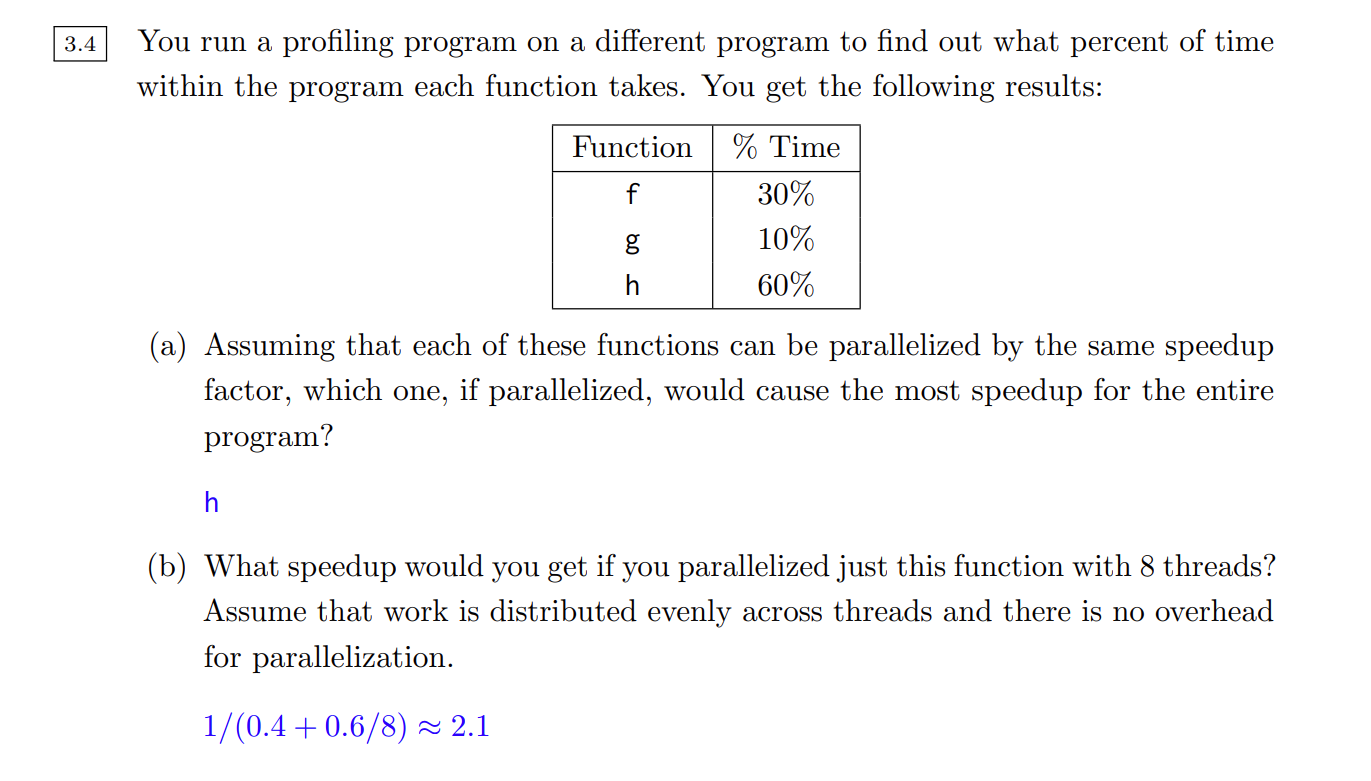 3.4 You run a profiling program on a different program to find out what percent of time
within the program each function takes. You get the following results:
Function % Time
f 30%
g 10%
h 60%
(a) Assuming that each of these functions can be parallelized by the same speedup
factor, which one, if parallelized, would cause the most speedup for the entire
program?
h
(b) What speedup would you get if you parallelized just this function with 8 threads?
Assume that work is distributed evenly across threads and there is no overhead
for parallelization.
1/(0.4 + 0.6/8) ≈ 2.1